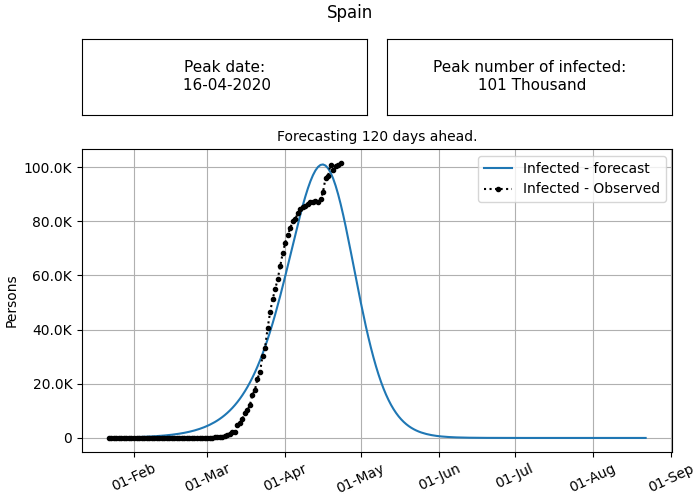 Spain
Peak date:
16-04-2020
Peak number of infected:
101 Thousand
Forecasting 120 days ahead.
Infected - forecast
Infected - Observed
Persons
100.0K
80.0K
60.0K
40.0K
20.0K
0
01-Feb
01-Mar
01-Apr
01-May
01-Jun
01-Jul
01-Aug
01-Sep